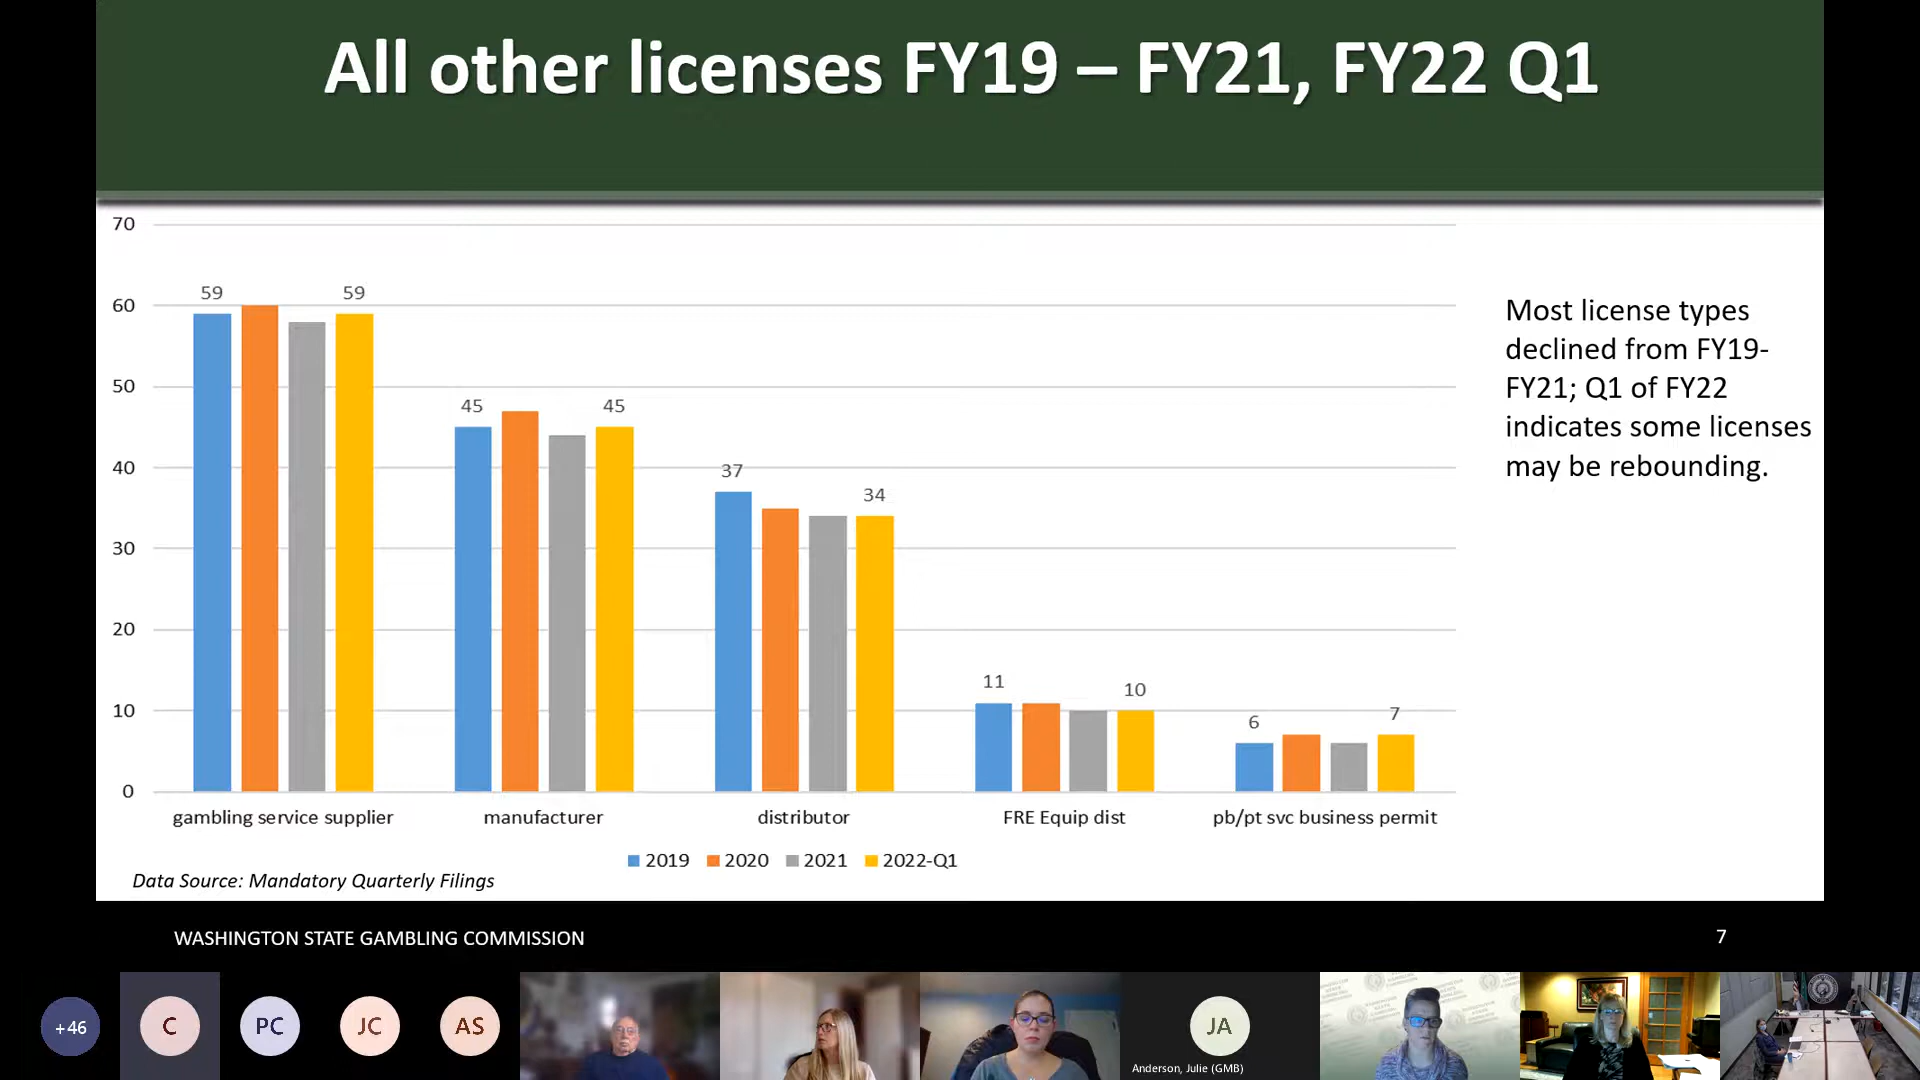 All other licenses FY19 – FY21, FY22 Q1
70
60
50
40
30
20
10
0
59
59
45
45
37
34
11
10
6
7
gambling service supplier
manufacturer
distributor
FRE Equip dist
pb/pt svc business permit
2019
2020
2021
2022-Q1
Data Source: Mandatory Quarterly Filings
Most license types
declined from FY19-
FY21; Q1 of FY22
indicates some licenses
may be rebounding.
WASHINGTON STATE GAMBLING COMMISSION
7
+46
C
PC
JC
AS
JA
Anderson, Julie (GMB)